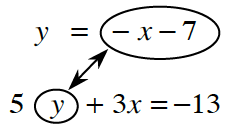 y = − x − 7
5 y + 3x = −13